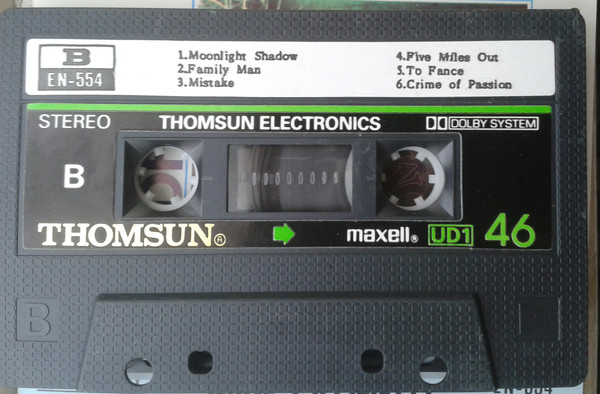 B
EN-554
1.Moonlight Shadow
2.Family Man
3.Mistake
4.Five Miles Out
5.To Fance
6.Crime of Passion
STEREO
THOMSUN ELECTRONICS
DOLBY SYSTEM
B
THOMSUN®
maxell® UD1 46
B